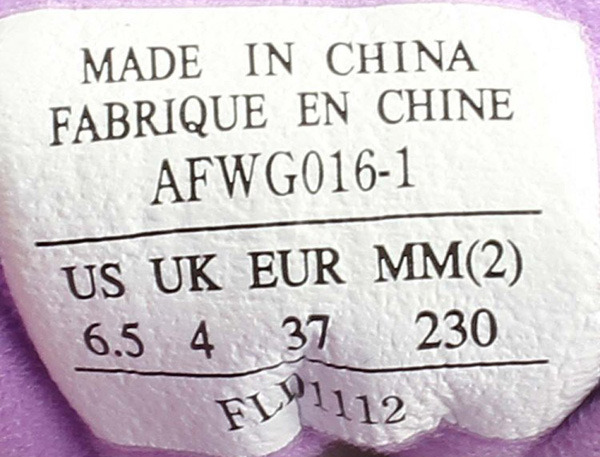 MADE IN CHINA
FABRIQUE EN CHINE
AFWG016-1
US UK EUR MM(2)
6.5 4 37 230
FLD1112